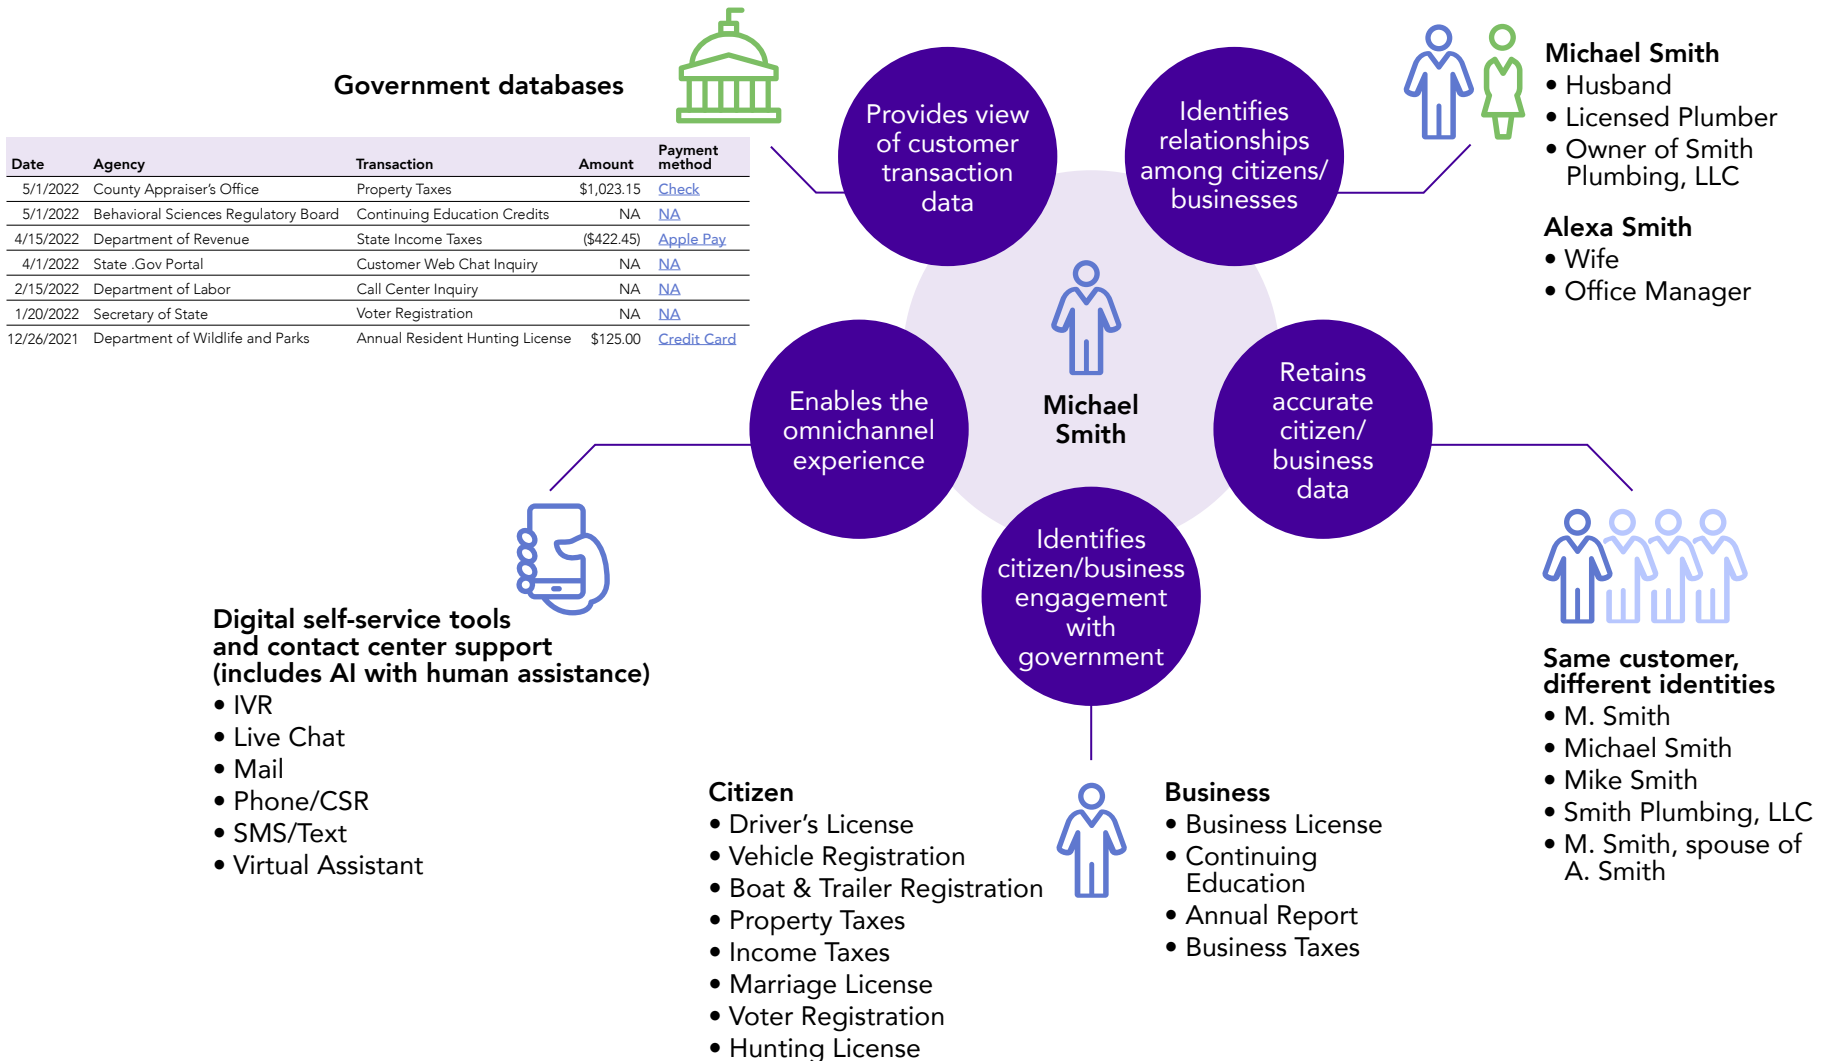 Government databases
Date Agency Transaction Amount Payment method
5/1/2022 County Appraiser's Office Property Taxes $1,023.15 Check
5/1/2022 Behavioral Sciences Regulatory Board Continuing Education Credits NA NA
4/15/2022 Department of Revenue State Income Taxes ($422.45) Apple Pay
4/1/2022 State .Gov Portal Customer Web Chat Inquiry NA NA
2/15/2022 Department of Labor Call Center Inquiry NA NA
1/20/2022 Secretary of State Voter Registration NA NA
12/26/2021 Department of Wildlife and Parks Annual Resident Hunting License $125.00 Credit Card
Provides view
of customer
transaction
data
Identifies
relationships
among citizens/
businesses
Michael Smith
• Husband
• Licensed Plumber
• Owner of Smith
Plumbing, LLC
Alexa Smith
• Wife
• Office Manager
Michael
Smith
Enables the
omnichannel
experience
Retains
accurate
citizen/
business
data
Identifies
citizen/business
engagement
with
government
Digital self-service tools
and contact center support
(includes AI with human assistance)
• IVR
• Live Chat
• Mail
• Phone/CSR
• SMS/Text
• Virtual Assistant
Citizen
• Driver's License
• Vehicle Registration
• Boat & Trailer Registration
• Property Taxes
• Income Taxes
• Marriage License
• Voter Registration
• Hunting License
Business
• Business License
• Continuing
Education
• Annual Report
• Business Taxes
Same customer,
different identities
• M. Smith
• Michael Smith
• Mike Smith
• Smith Plumbing, LLC
• M. Smith, spouse of
A. Smith